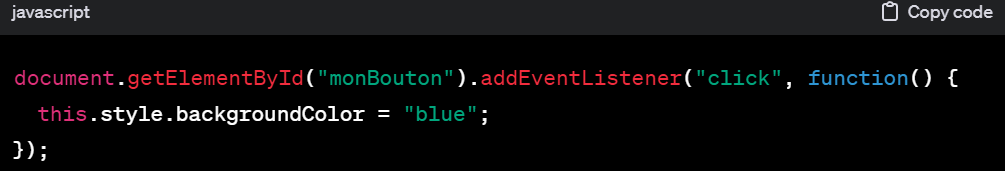 javascript
Copy code
document.getElementById("monBouton").addEventListener("click", function() {
  this.style.backgroundColor = "blue";
});